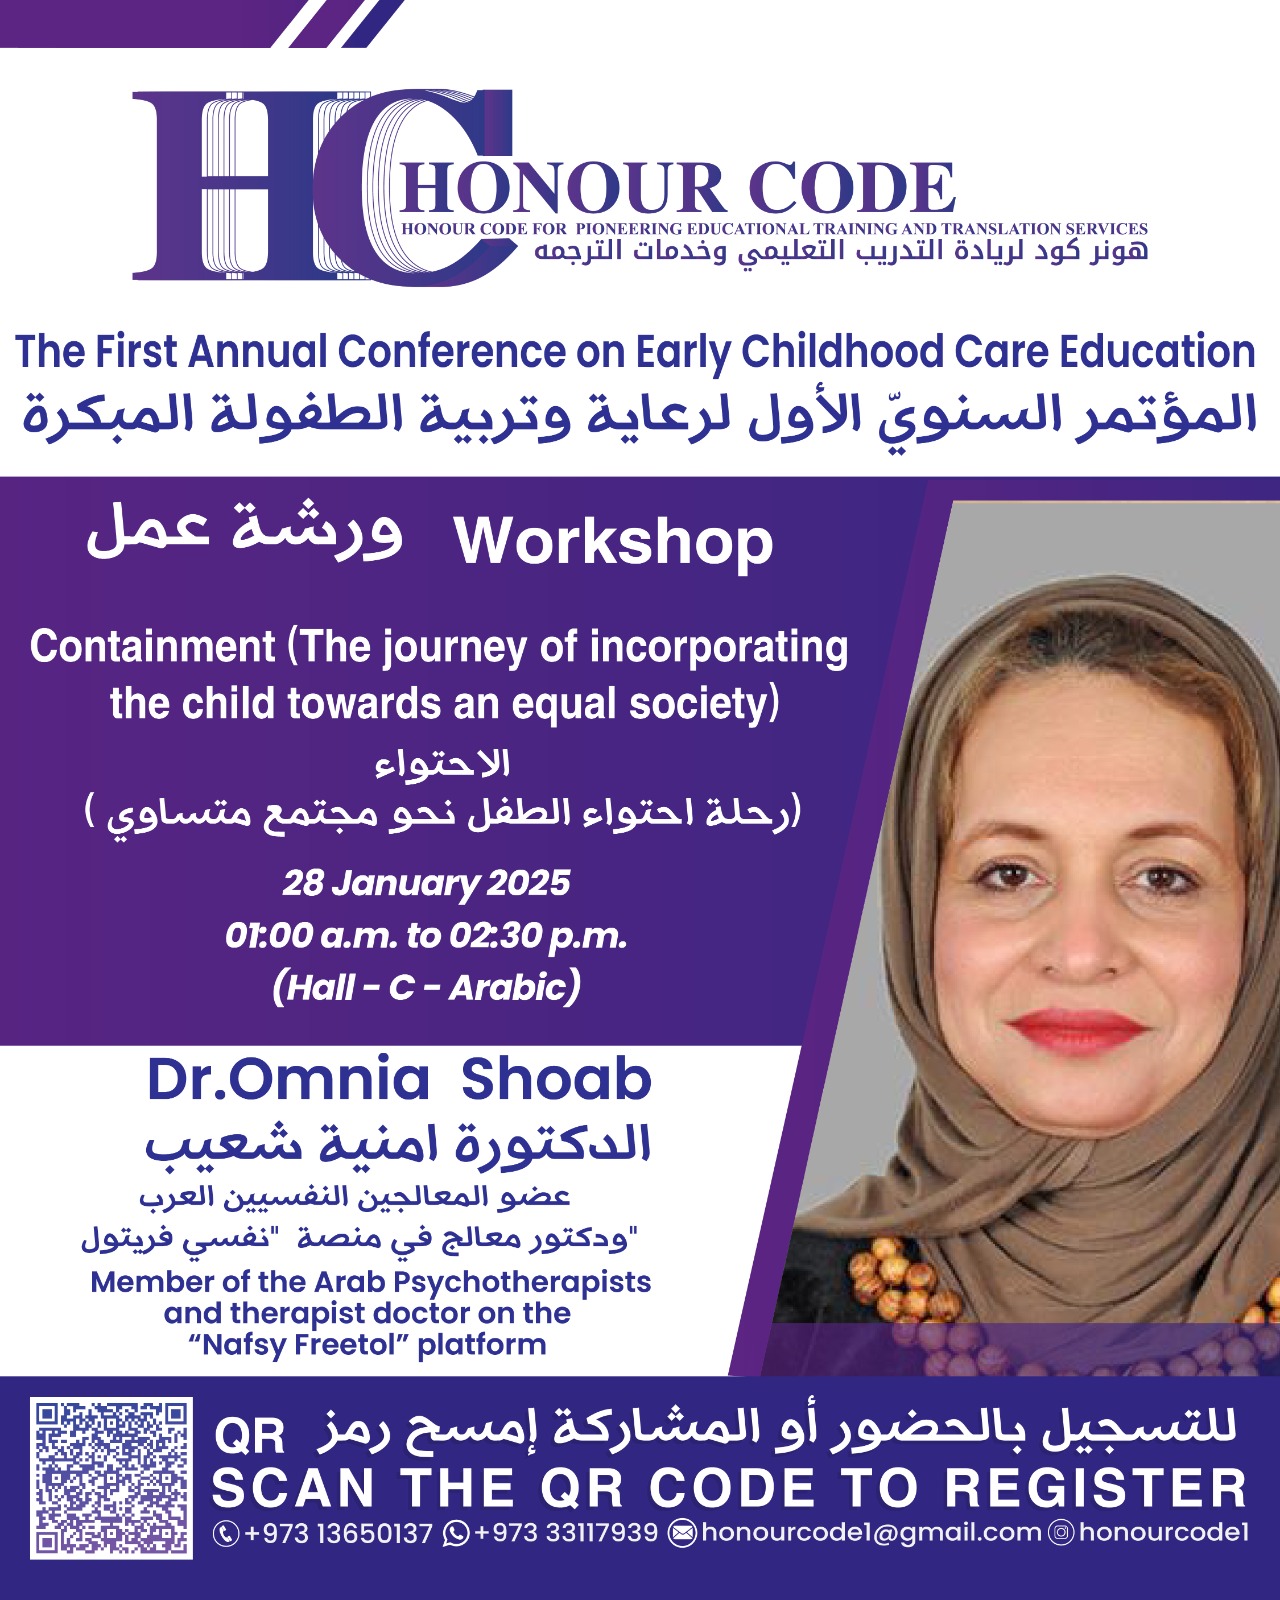 HC
HONOUR CODE
HONOUR CODE FOR PIONEERING EDUCATIONAL TRAINING AND TRANSLATION SERVICES
هونر كود لريادة التدريب التعليمي وخدمات الترجمه
The First Annual Conference on Early Childhood Care Education
المؤتمر السنويّ الأول لرعاية وتربية الطفولة المبكرة
ورشة عمل Workshop
Containment (The journey of incorporating
the child towards an equal society)
الاحتواء
(رحلة احتواء الطفل نحو مجتمع متساوي )
28 January 2025
01:00 a.m. to 02:30 p.m.
(Hall - C - Arabic)
Dr.Omnia Shoab
الدكتورة امنية شعيب
عضو المعالجين النفسيين العرب
"ودكتور معالج في منصة "نفسي فريتول
Member of the Arab Psychotherapists
and therapist doctor on the
“Nafsy Freetol” platform
للتسجيل بالحضور أو المشاركة إمسح رمز QR
SCAN THE QR CODE TO REGISTER
+973 13650137 +973 33117939 honourcode1@gmail.com honourcode1